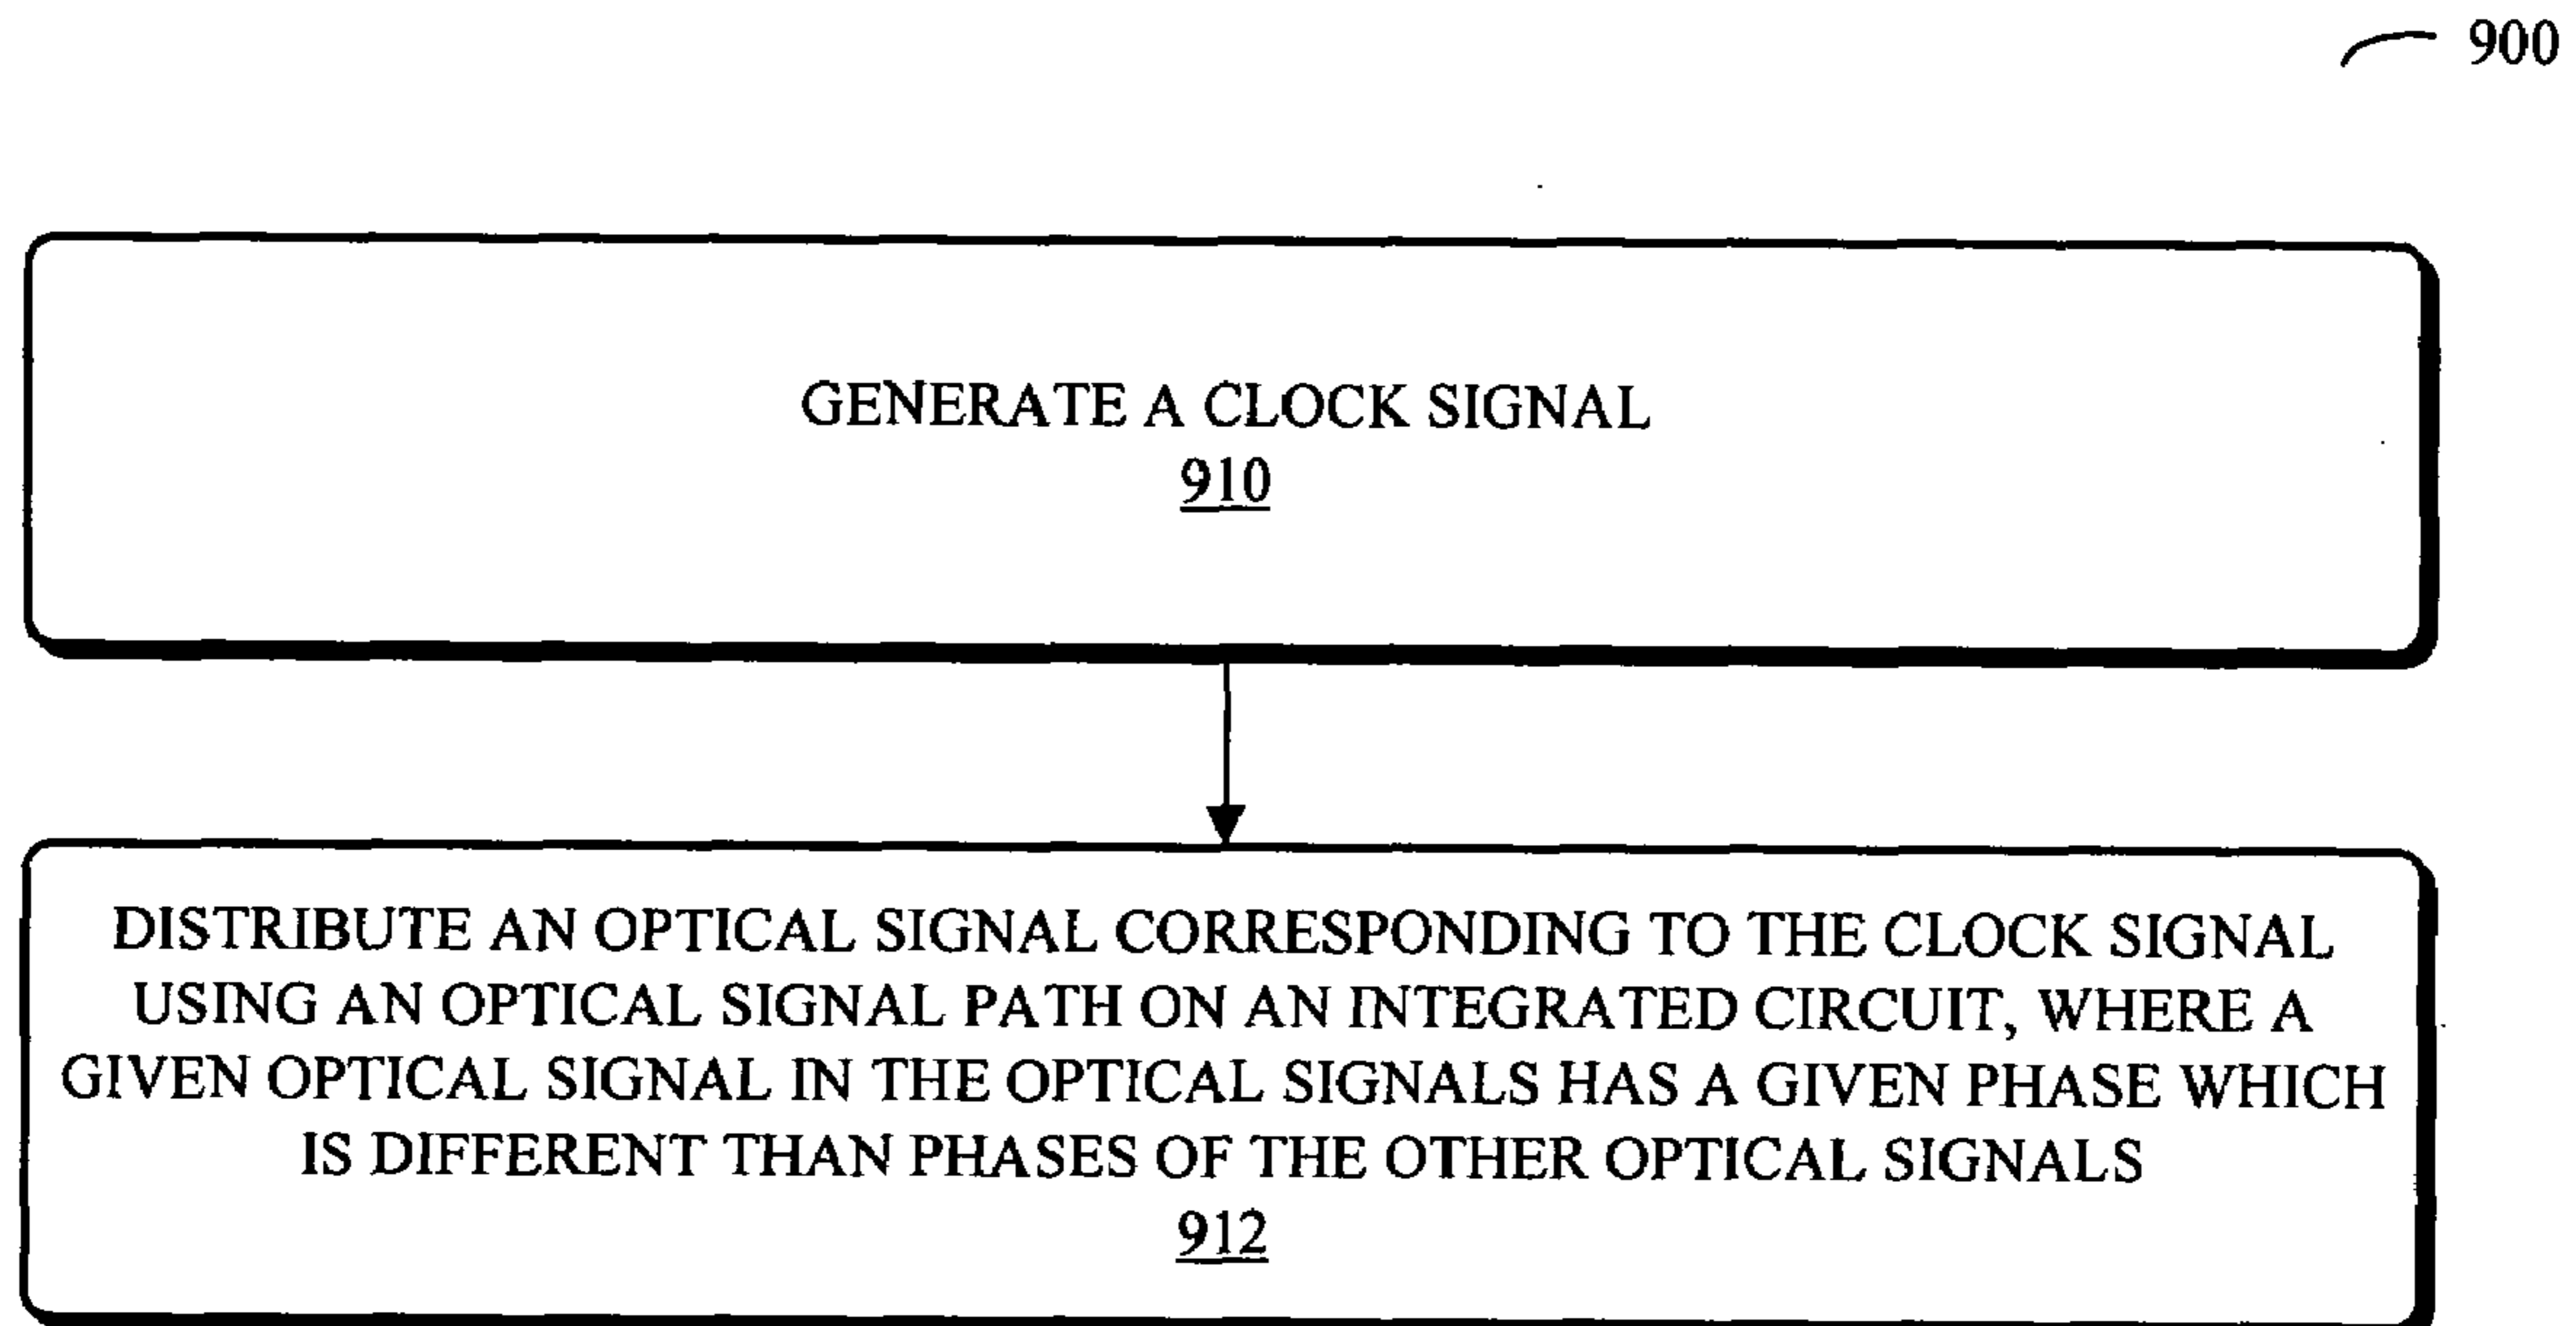 900
GENERATE A CLOCK SIGNAL
910
DISTRIBUTE AN OPTICAL SIGNAL CORRESPONDING TO THE CLOCK SIGNAL
USING AN OPTICAL SIGNAL PATH ON AN INTEGRATED CIRCUIT, WHERE A
GIVEN OPTICAL SIGNAL IN THE OPTICAL SIGNALS HAS A GIVEN PHASE WHICH
IS DIFFERENT THAN PHASES OF THE OTHER OPTICAL SIGNALS
912